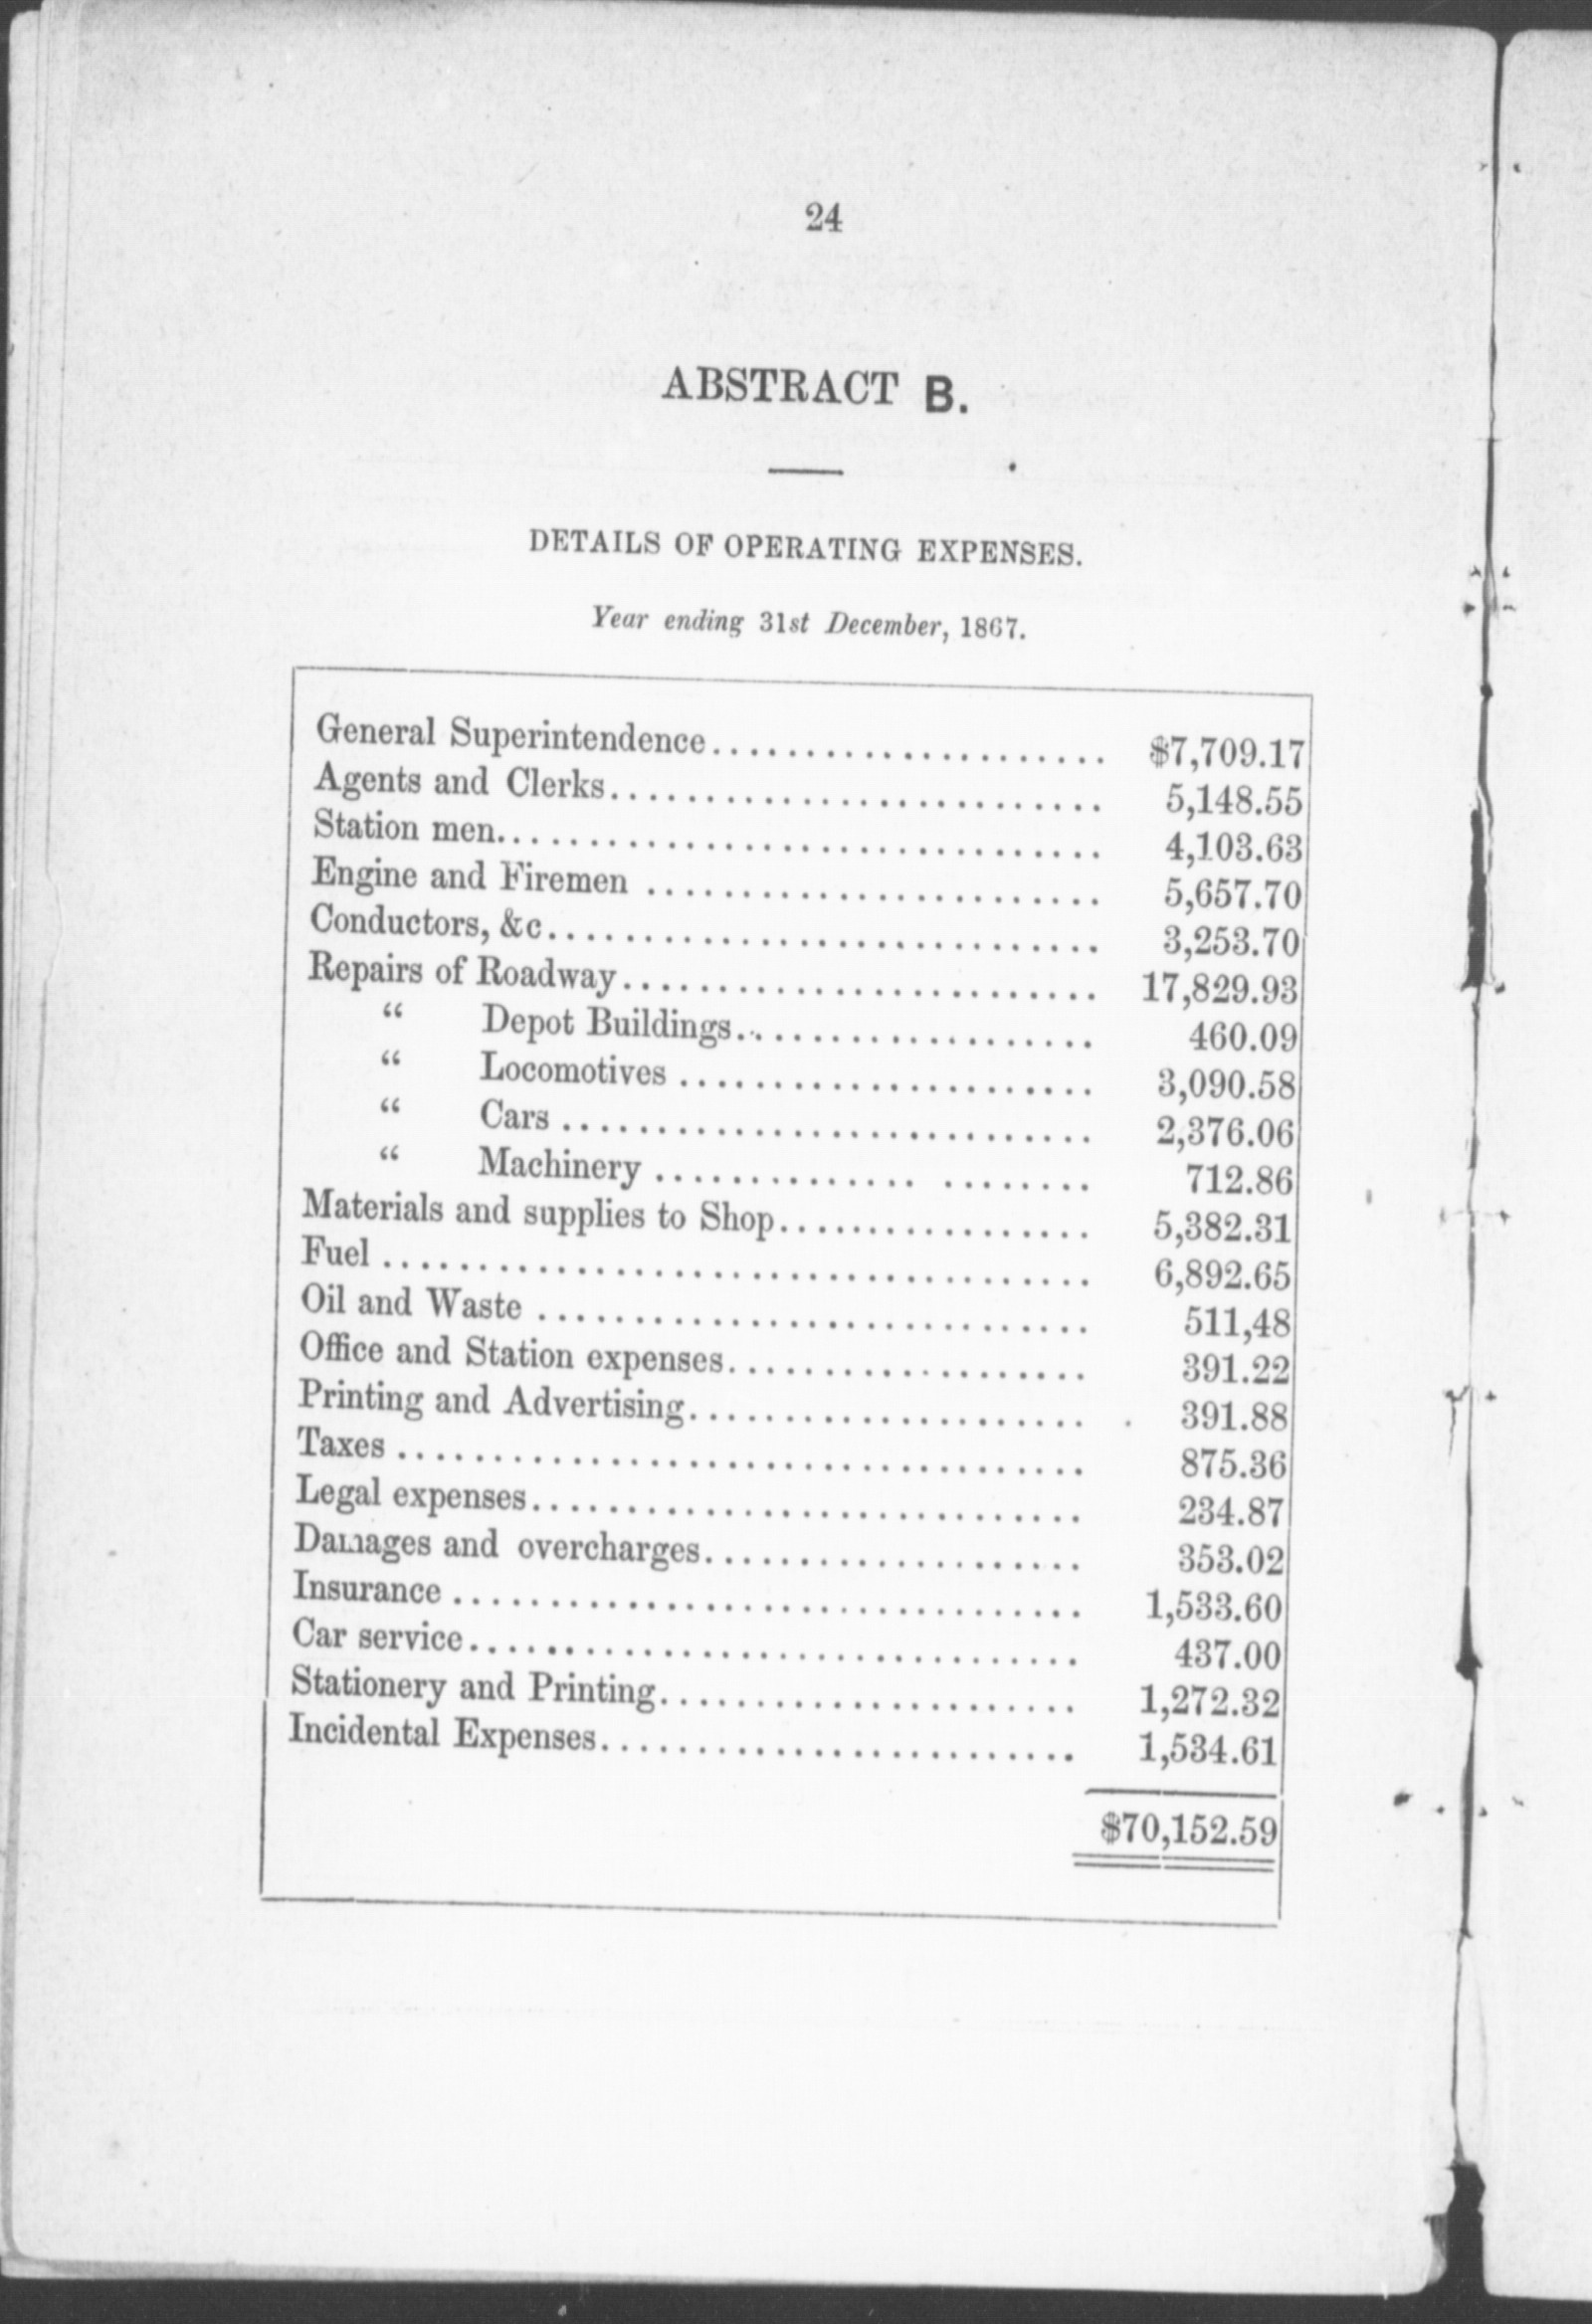 24
ABSTRACT B.
DETAILS OF OPERATING EXPENSES.
Year ending 31st December, 1867.
General Superintendence..................... $7,709.17
Agents and Clerks.......................... 5,148.55
Station men................................ 4,103.63
Engine and Firemen ........................ 5,657.70
Conductors, &c............................. 3,253.70
Repairs of Roadway......................... 17,829.93
“ Depot Buildings................... 460.09
“ Locomotives ...................... 3,090.58
“ Cars ............................ 2,376.06
“ Machinery .............. ........ 712.86
Materials and supplies to Shop................. 5,382.31
Fuel ..................................... 6,892.65
Oil and Waste ............................. 511,48
Office and Station expenses................... 391.22
Printing and Advertising..................... 391.88
Taxes .................................... 875.36
Legal expenses............................. 234.87
Damages and overcharges.................... 353.02
Insurance ................................. 1,533.60
Car service................................ 437.00
Stationery and Printing...................... 1,272.32
Incidental Expenses......................... 1,534.61
$70,152.59